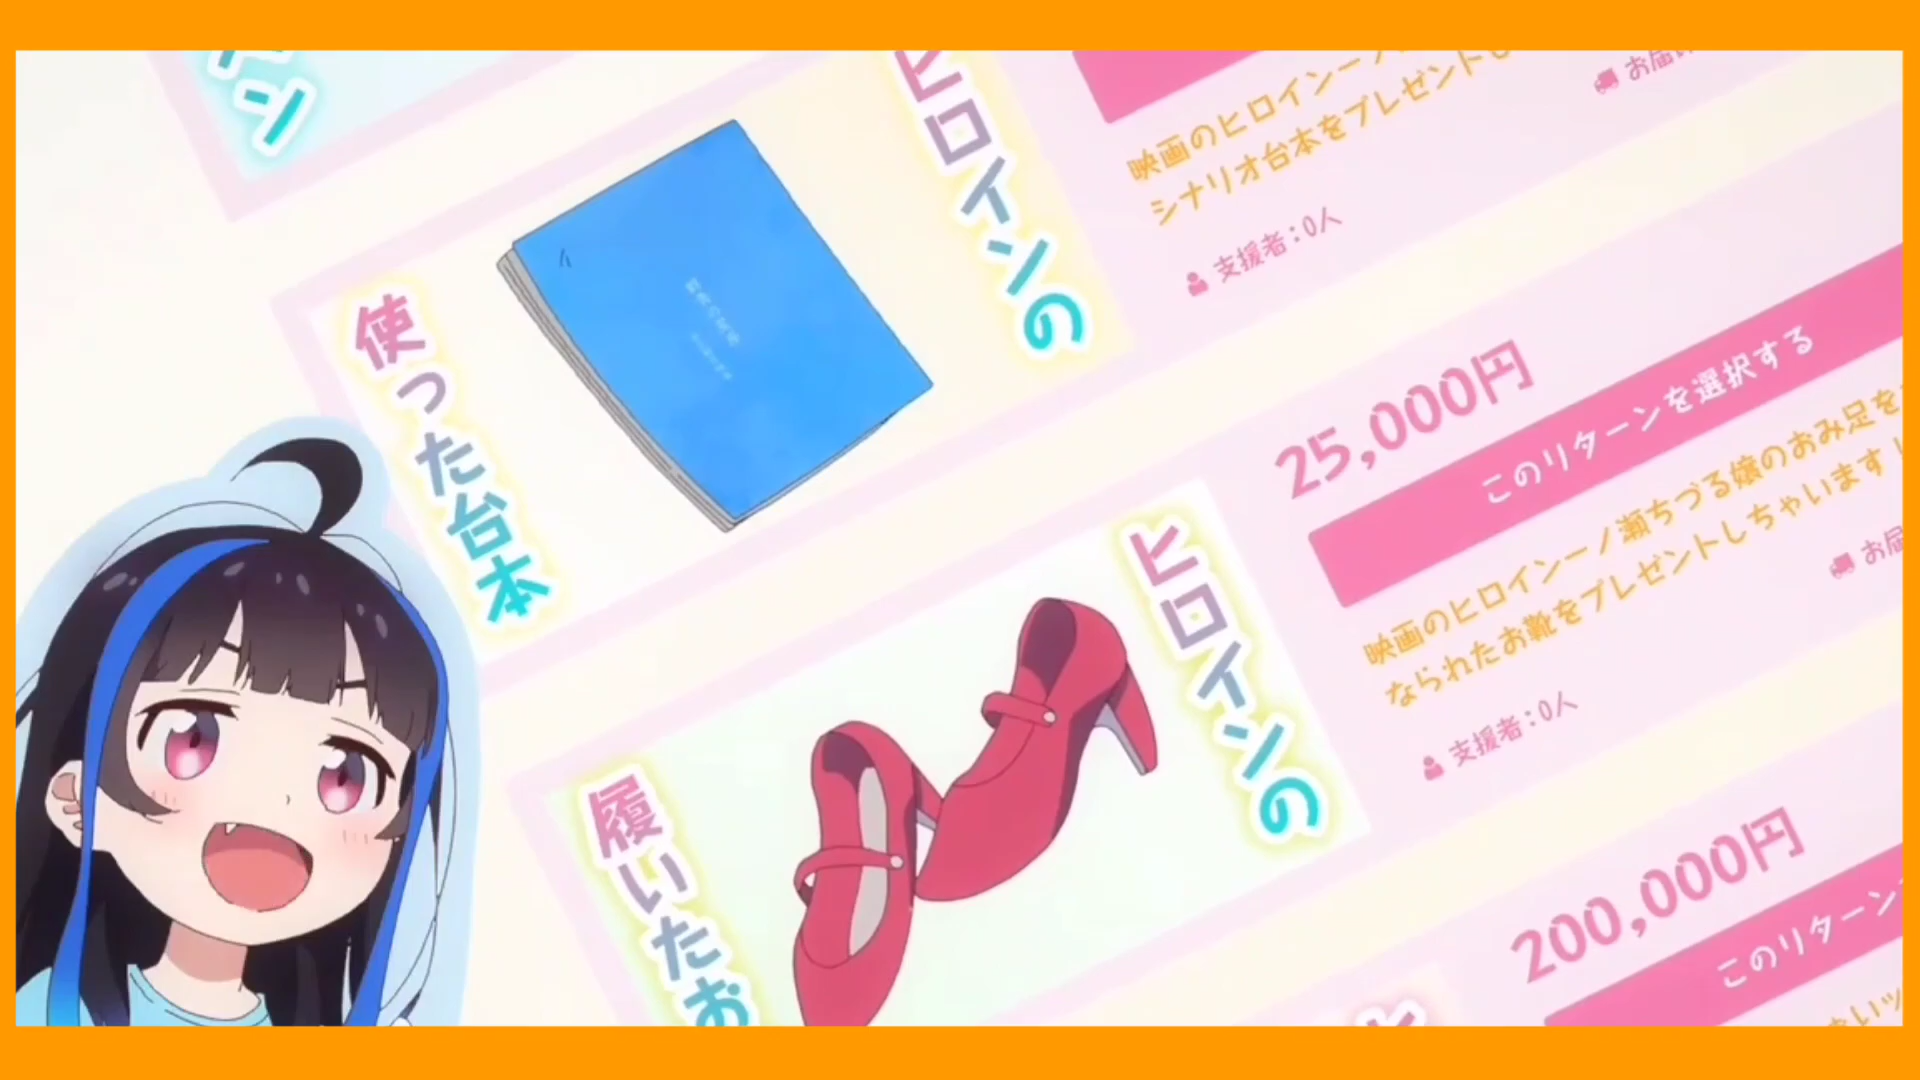 ン
ヒロインの
使った台本
映画のヒロイン一ノ
シナリオ台本をプレゼントし
お届け
支援者：0人
25,000円
このリターンを選択する
映画のヒロイン一ノ瀬ちづる嬢のおみ足を
なられたお靴をプレゼントしちゃいます！
お届
支援者：0人
ヒロインの
履いたお
200,000円
このリターン